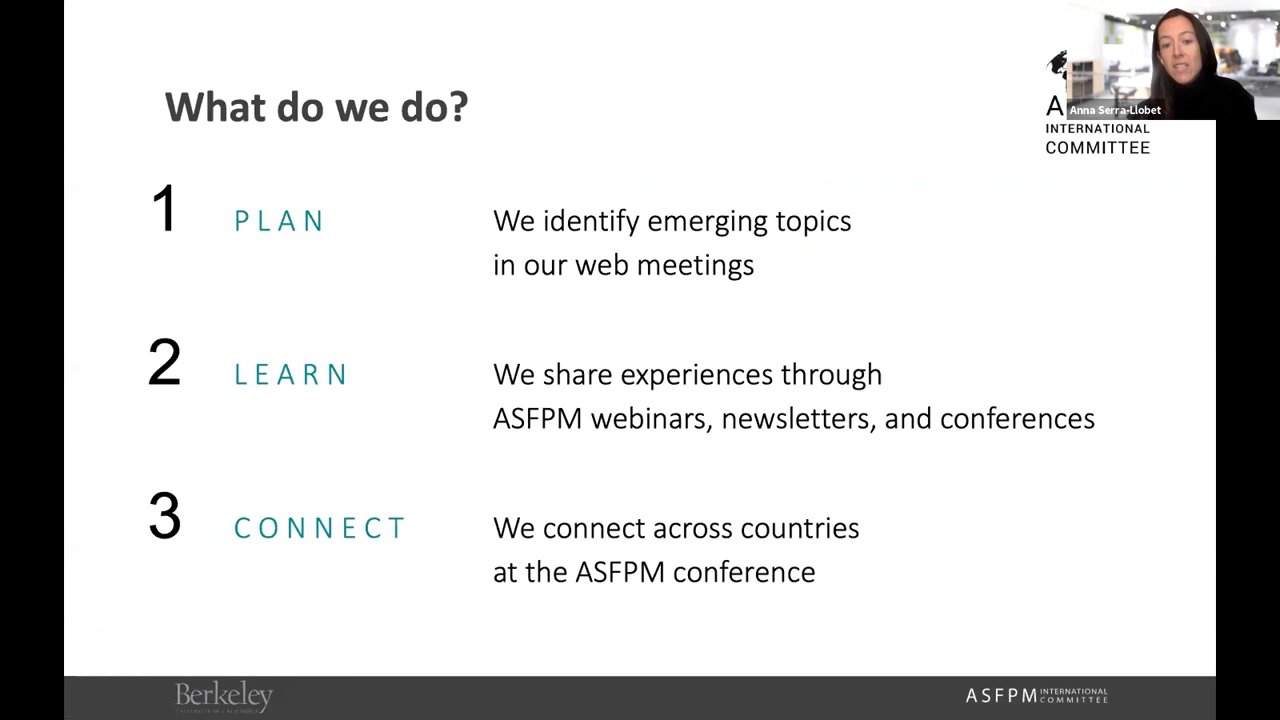 What do we do?
Anna Serra-Llobet
A
INTERNATIONAL
COMMITTEE
1
PLAN
We identify emerging topics
in our web meetings
2
LEARN
We share experiences through
ASFPM webinars, newsletters, and conferences
3
CONNECT
We connect across countries
at the ASFPM conference
Berkeley
ASFPM INTERNATIONAL
COMMITTEE